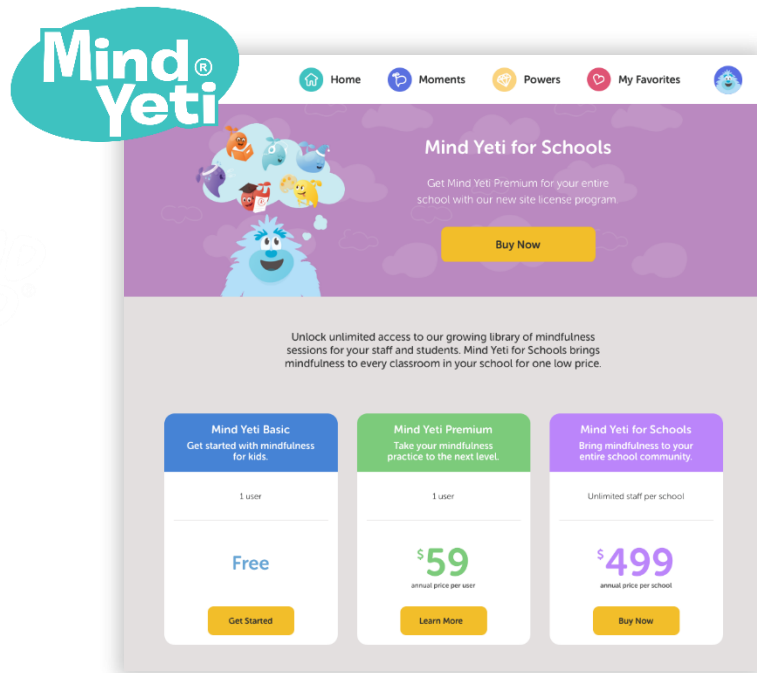 Mind®
Yeti
Home
Moments
Powers
My Favorites
Mind Yeti for Schools
Get Mind Yeti Premium for your entire
school with our new site license program
Buy Now
Unlock unlimited access to our growing library of mindfulness
sessions for your staff and students. Mind Yeti for Schools brings
mindfulness to every classroom in your school for one low price.
Mind Yeti Basic
Get started with mindfulness
for kids.
1 user
Free
Get Started
Mind Yeti Premium
Take your mindfulness
practice to the next level.
1 user
$59
annual price per user
Learn More
Mind Yeti for Schools
Bring mindfulness to your
entire school community.
Unlimited staff per school
$499
annual price per school
Buy Now